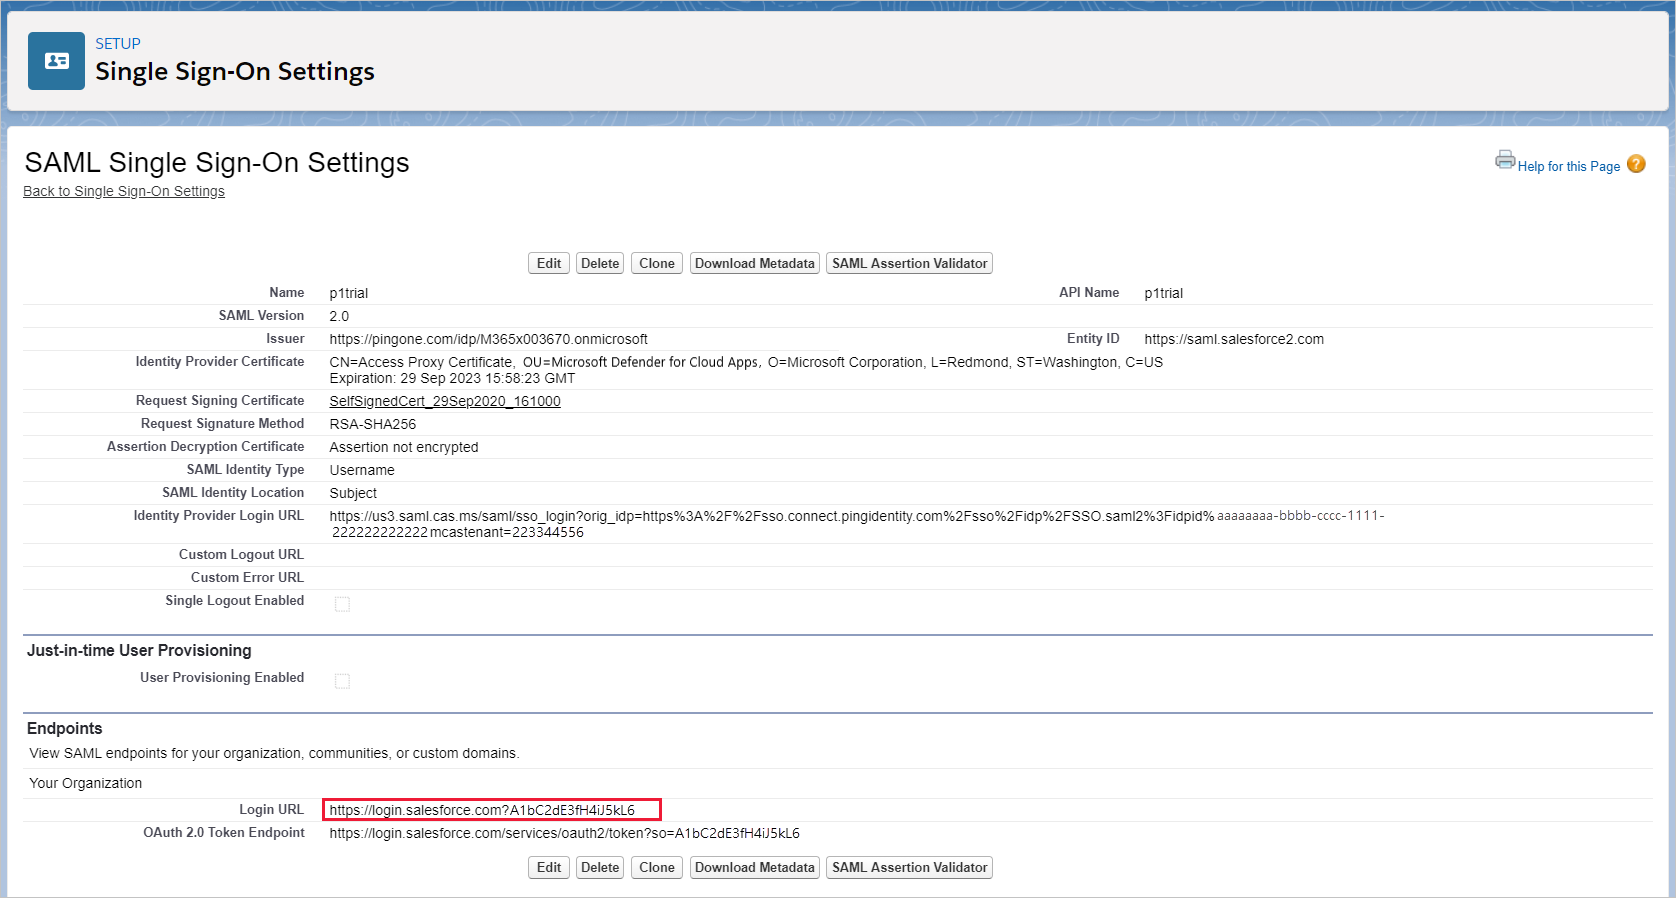 SETUP
Single Sign-On Settings
SAML Single Sign-On Settings
Help for this Page ?
Back to Single Sign-On Settings
Edit Delete Clone Download Metadata SAML Assertion Validator
Name p1trial API Name p1trial
SAML Version 2.0
Issuer https://pingone.com/idp/M365x003670.onmicrosoft Entity ID https://saml.salesforce2.com
Identity Provider Certificate CN=Access Proxy Certificate, OU=Microsoft Defender for Cloud Apps, O=Microsoft Corporation, L=Redmond, ST=Washington, C=US
Expiration: 29 Sep 2023 15:58:23 GMT
Request Signing Certificate SelfSignedCert_29Sep2020_161000
Request Signature Method RSA-SHA256
Assertion Decryption Certificate Assertion not encrypted
SAML Identity Type Username
SAML Identity Location Subject
Identity Provider Login URL https://us3.saml.cas.ms/saml/sso_login?orig_idp=https%3A%2F%2Fsso.connect.pingidentity.com%2Fsso%2Fidp%2FSSO.saml2%3Fidpid% aaaaaaaa-bbbb-cccc-1111-
222222222222 mcastenant=223344556
Custom Logout URL
Custom Error URL
Single Logout Enabled
Just-in-time User Provisioning
User Provisioning Enabled
Endpoints
View SAML endpoints for your organization, communities, or custom domains.
Your Organization
Login URL https://login.salesforce.com?A1bC2dE3fH4iJ5kL6
OAuth 2.0 Token Endpoint https://login.salesforce.com/services/oauth2/token?so=A1bC2dE3fH4iJ5kL6
Edit Delete Clone Download Metadata SAML Assertion Validator